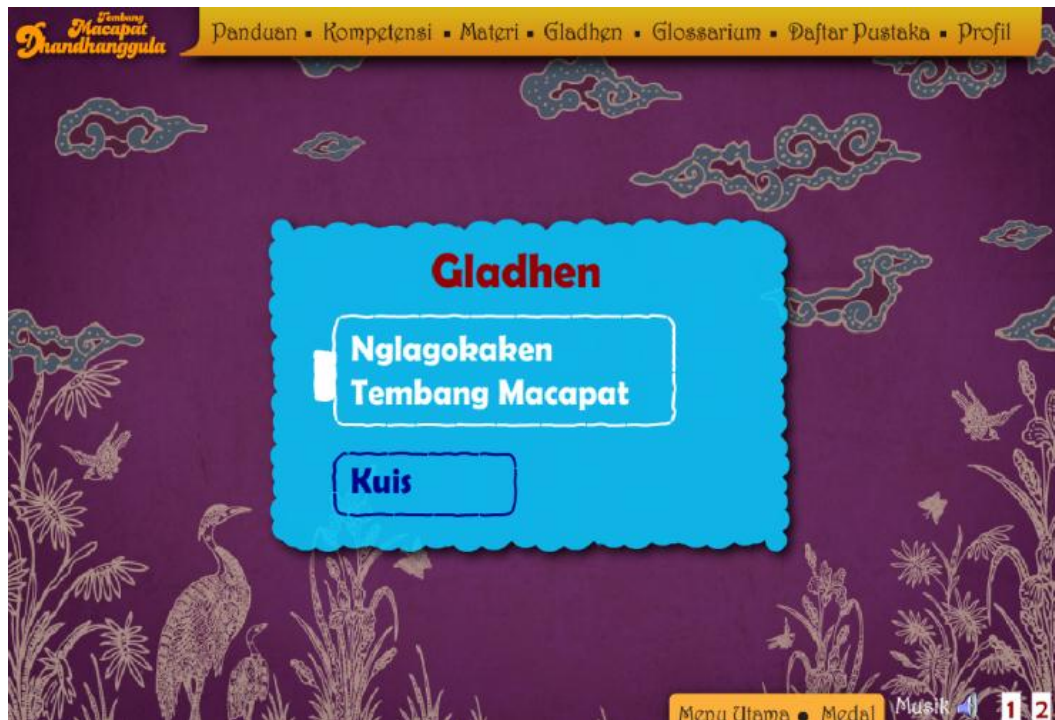 Tembang
Macapat
Dhandhanggula
Panduan ▪ Kompetensi ▪ Materi ▪ Gladhen ▪ Glossarium ▪ Daftar Pustaka ▪ Profil
Gladhen
Nglagokaken
Tembang Macapat
Kuis
Menu Utama ● Medal
Musik
1 2